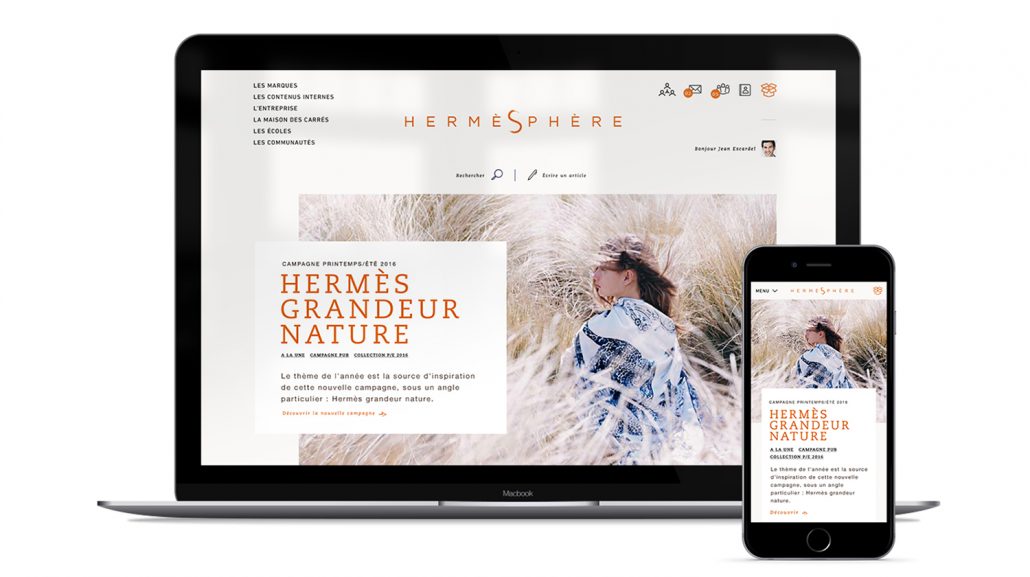 LES MARQUES
LES CONTENUS INTERNES
L'ENTREPRISE
LA MAISON DES CARRÉS
LES ÉCOLES
LES COMMUNAUTÉS
HERMÈSPHÈRE
Bonjour Jean Escardel
Rechercher
Ecrire un article
CAMPAGNE PRINTEMPS/ÉTÉ 2016
HERMÈS
GRANDEUR
NATURE
A LA UNE CAMPAGNE PUB COLLECTION P/E 2016
Le thème de l'année est la source d'inspiration
de cette nouvelle campagne, sous un angle
particulier : Hermès grandeur nature.
Découvrir la nouvelle campagne
Macbook
MENU
HERMÈSPHÈRE
CAMPAGNE PRINTEMPS/ÉTÉ 2016
HERMÈS
GRANDEUR
NATURE
A LA UNE CAMPAGNE PUB
COLLECTION P/E 2016
Le thème de l'année est la source
d'inspiration de cette nouvelle
campagne, sous un angle
particulier : Hermès grandeur
nature.
Découvrir